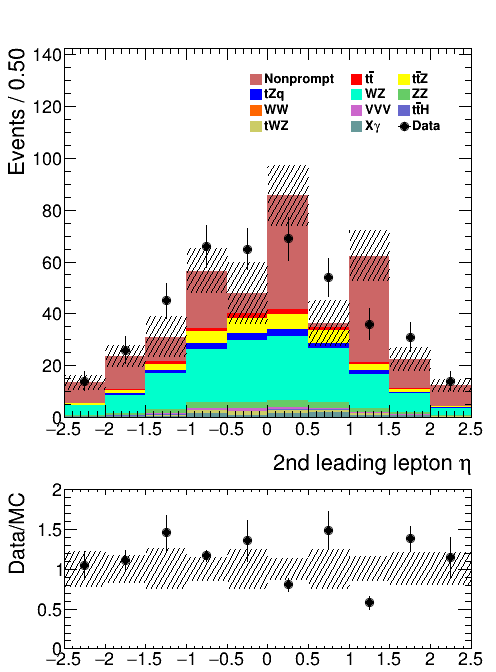 Events / 0.50
140
120
100
80
60
40
20
0
Nonprompt tt̄ tt̄Z
tZq WZ ZZ
WW VVV tt̄H
tWZ Xγ Data
−2.5 −2 −1.5 −1 −0.5 0 0.5 1 1.5 2 2.5
2nd leading lepton η
Data/MC
2
1.5
1
0.5
0
−2.5 −2 −1.5 −1 −0.5 0 0.5 1 1.5 2 2.5